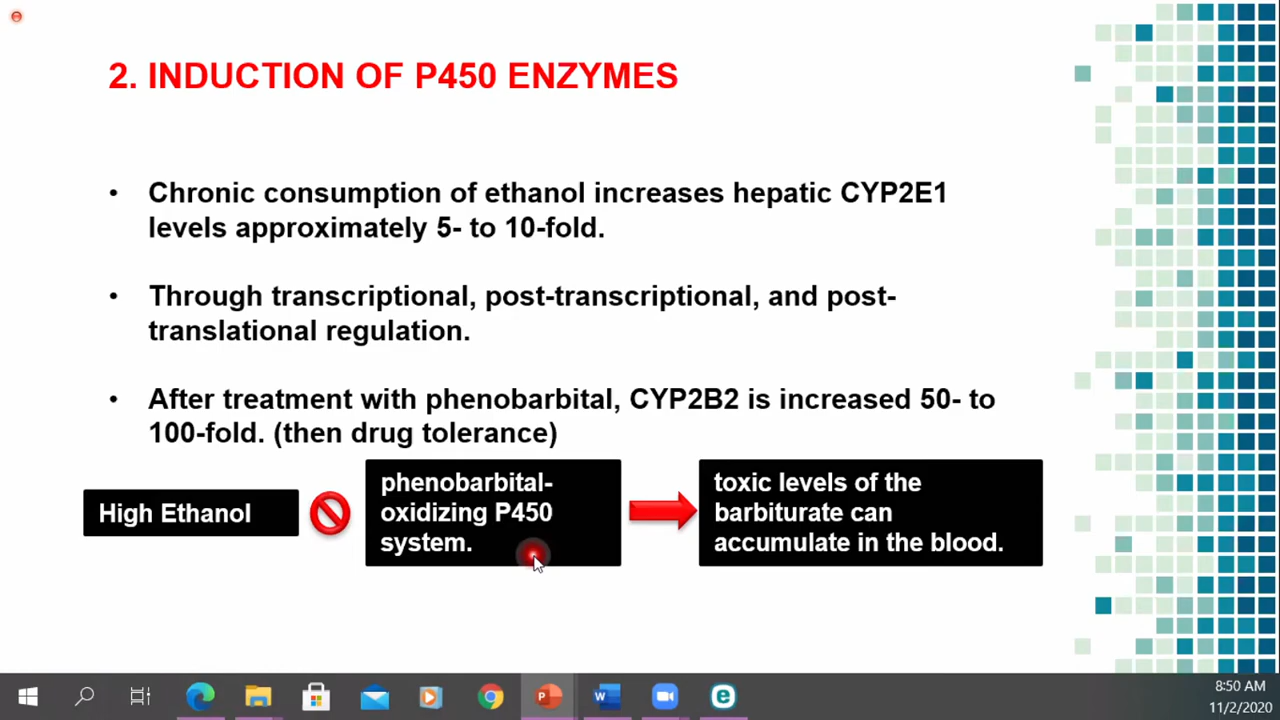 2. INDUCTION OF P450 ENZYMES
• Chronic consumption of ethanol increases hepatic CYP2E1
levels approximately 5- to 10-fold.
• Through transcriptional, post-transcriptional, and post-
translational regulation.
• After treatment with phenobarbital, CYP2B2 is increased 50- to
100-fold. (then drug tolerance)
High Ethanol
phenobarbital-
oxidizing P450
system.
toxic levels of the
barbiturate can
accumulate in the blood.
8:50 AM
11/2/2020